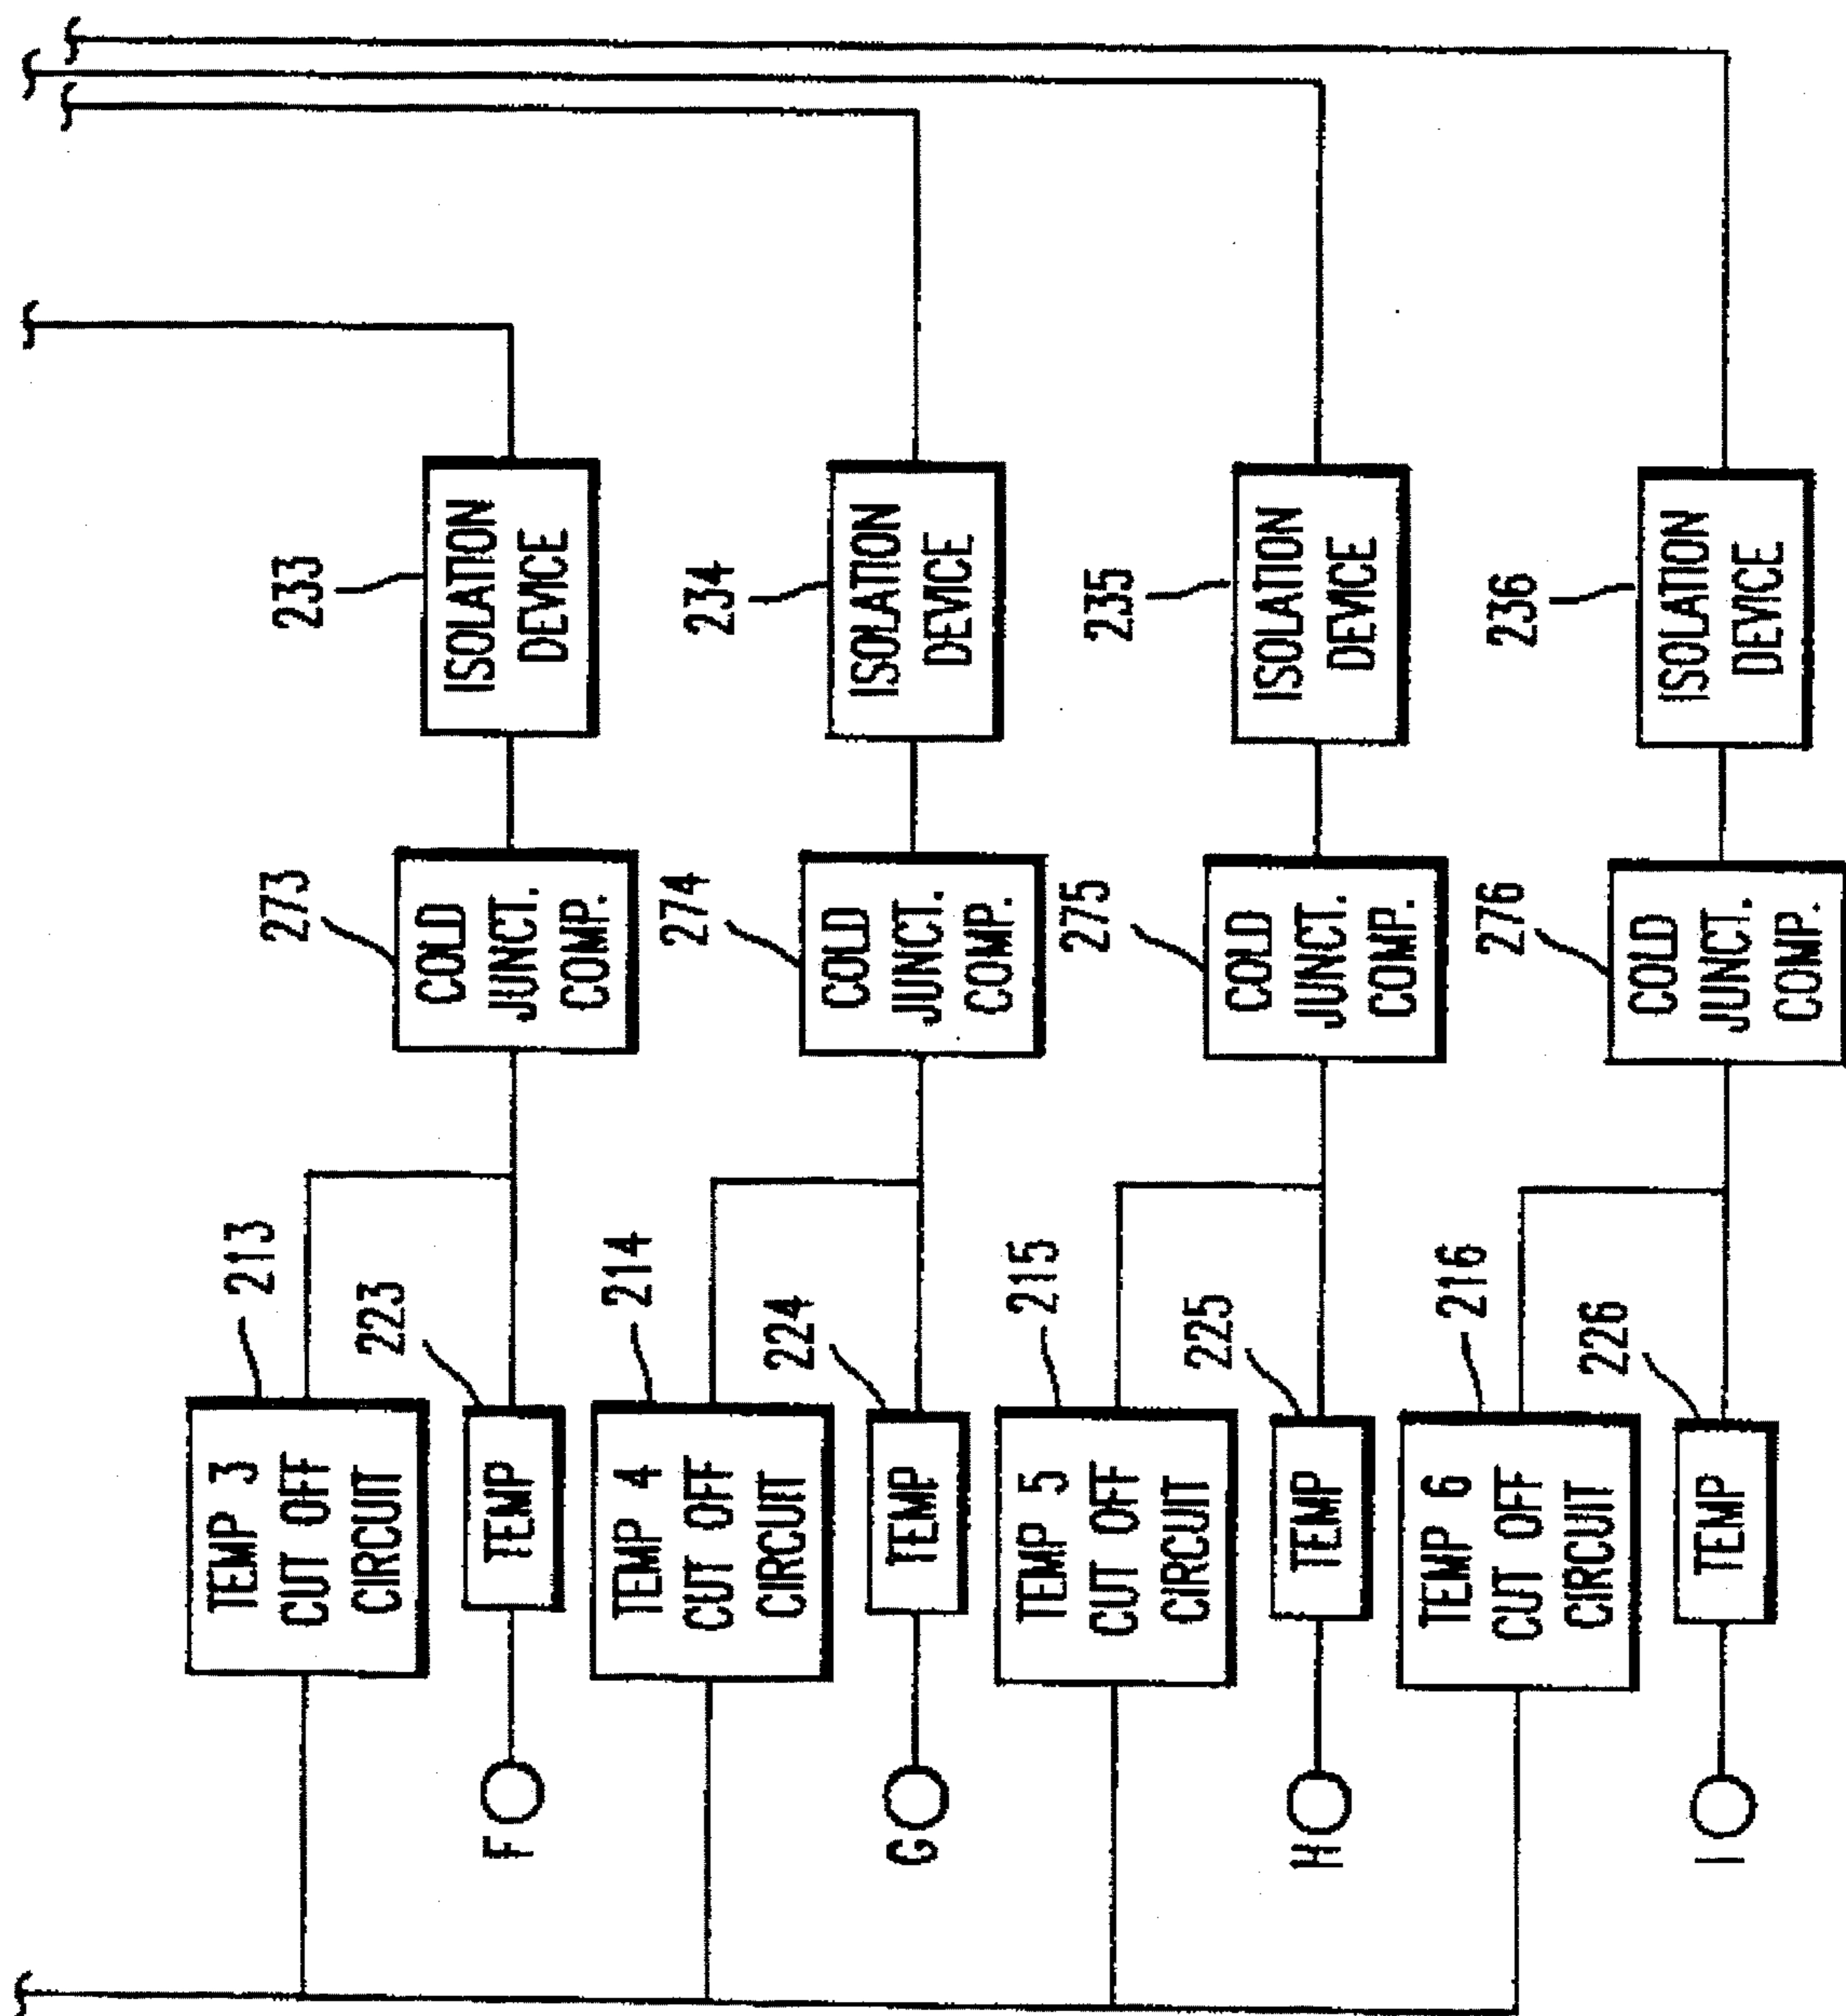 TEMP 3
CUT OFF
CIRCUIT
213
F
TEMP
223
COLD
JUNCT.
COMP.
273
ISOLATION
DEVICE
233
TEMP 4
CUT OFF
CIRCUIT
214
G
TEMP
224
COLD
JUNCT.
COMP.
274
ISOLATION
DEVICE
234
TEMP 5
CUT OFF
CIRCUIT
215
H
TEMP
225
COLD
JUNCT.
COMP.
275
ISOLATION
DEVICE
235
TEMP 6
CUT OFF
CIRCUIT
216
I
TEMP
226
COLD
JUNCT.
COMP.
276
ISOLATION
DEVICE
236